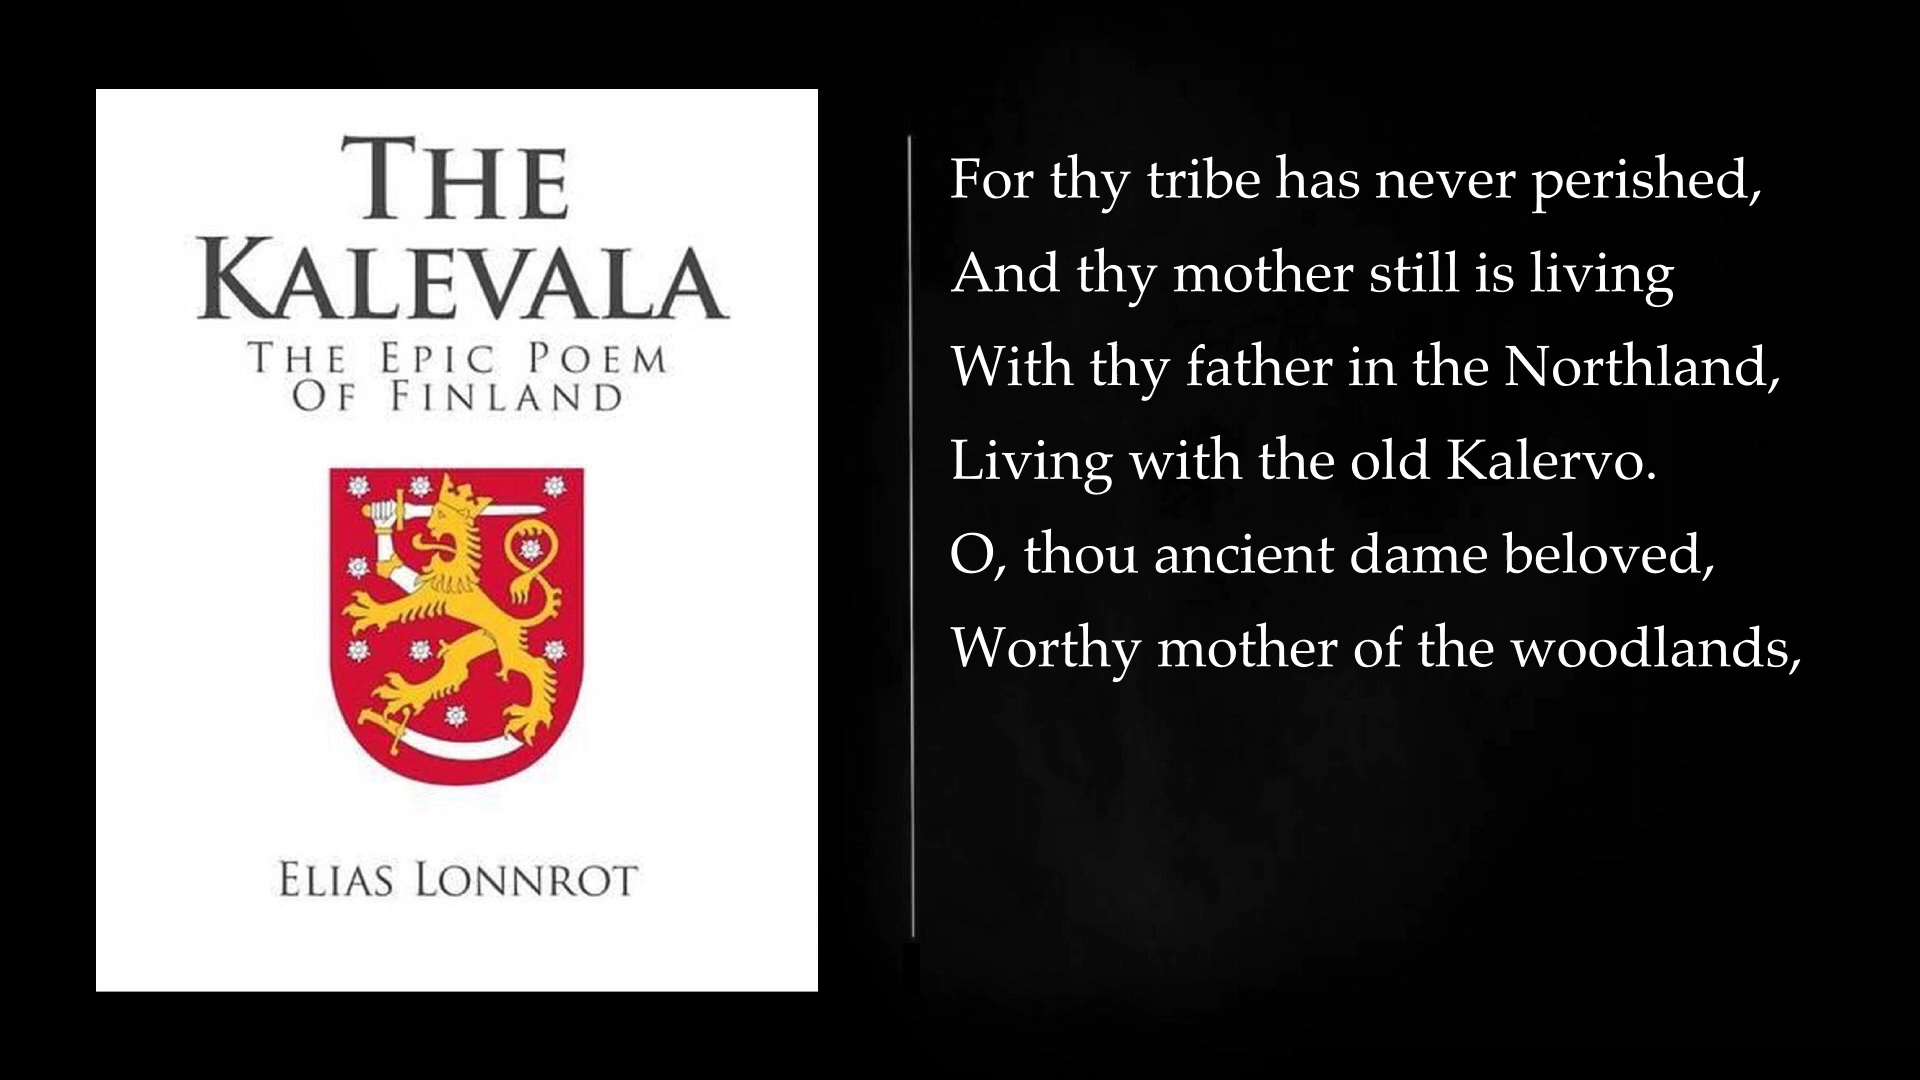 THE
KALEVALA
THE EPIC POEM
OF FINLAND
ELIAS LONNROT
For thy tribe has never perished,
And thy mother still is living
With thy father in the Northland,
Living with the old Kalervo.
O, thou ancient dame beloved,
Worthy mother of the woodlands,